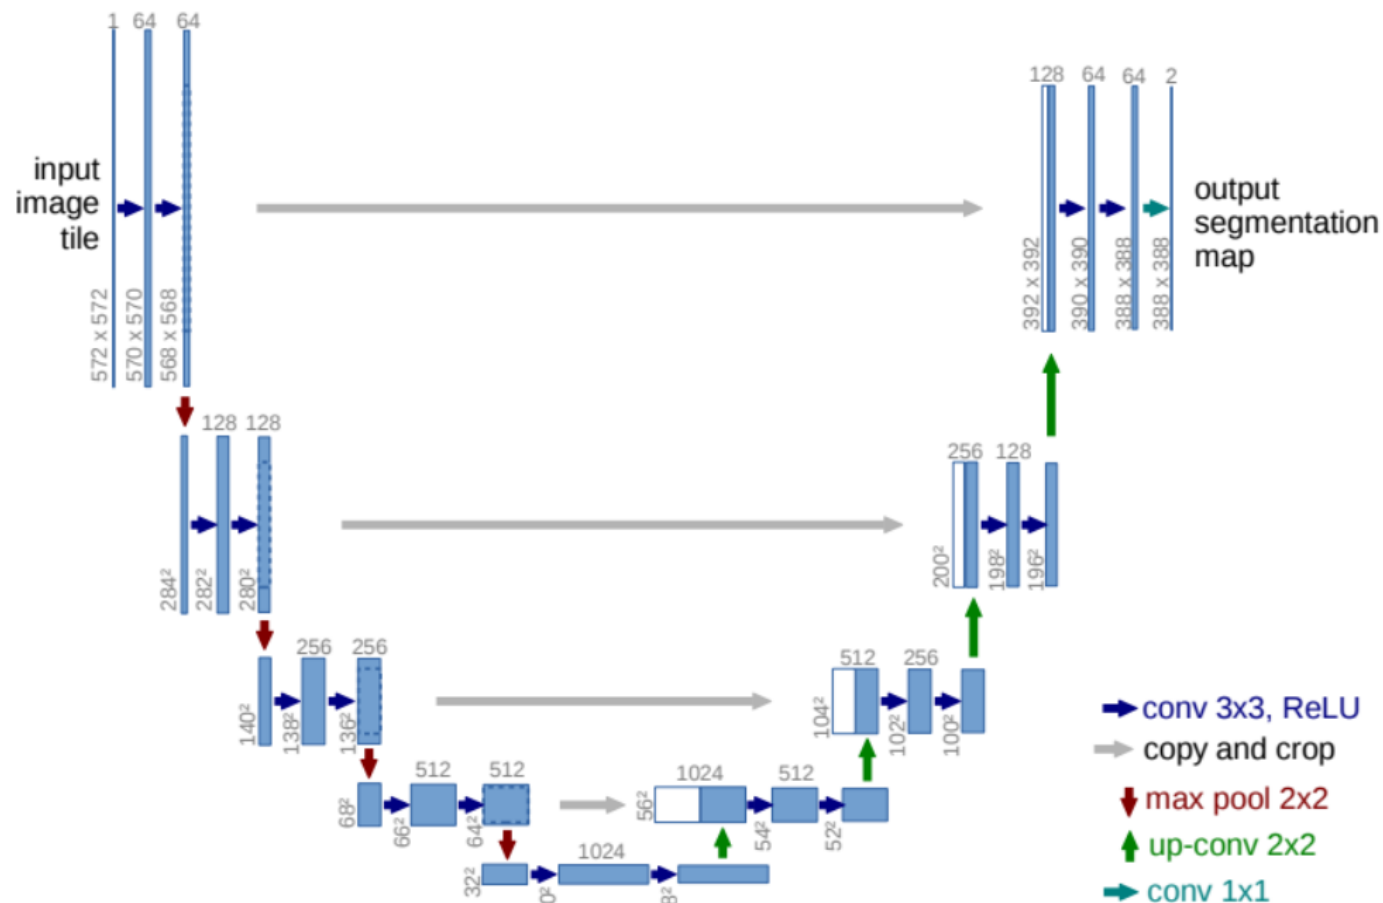 1 64 64
128 64 64 2
input
image
tile
output
segmentation
map
572 x 572
570 x 570
568 x 568
392 x 392
390 x 390
388 x 388
388 x 388
128 128
256 128
284²
282²
280²
200²
198²
196²
256 256
512 256
140²
138²
136²
104²
102²
100²
512 512
1024 512
68²
66²
64²
56²
54²
52²
1024
32²
conv 3x3, ReLU
copy and crop
max pool 2x2
up-conv 2x2
conv 1x1